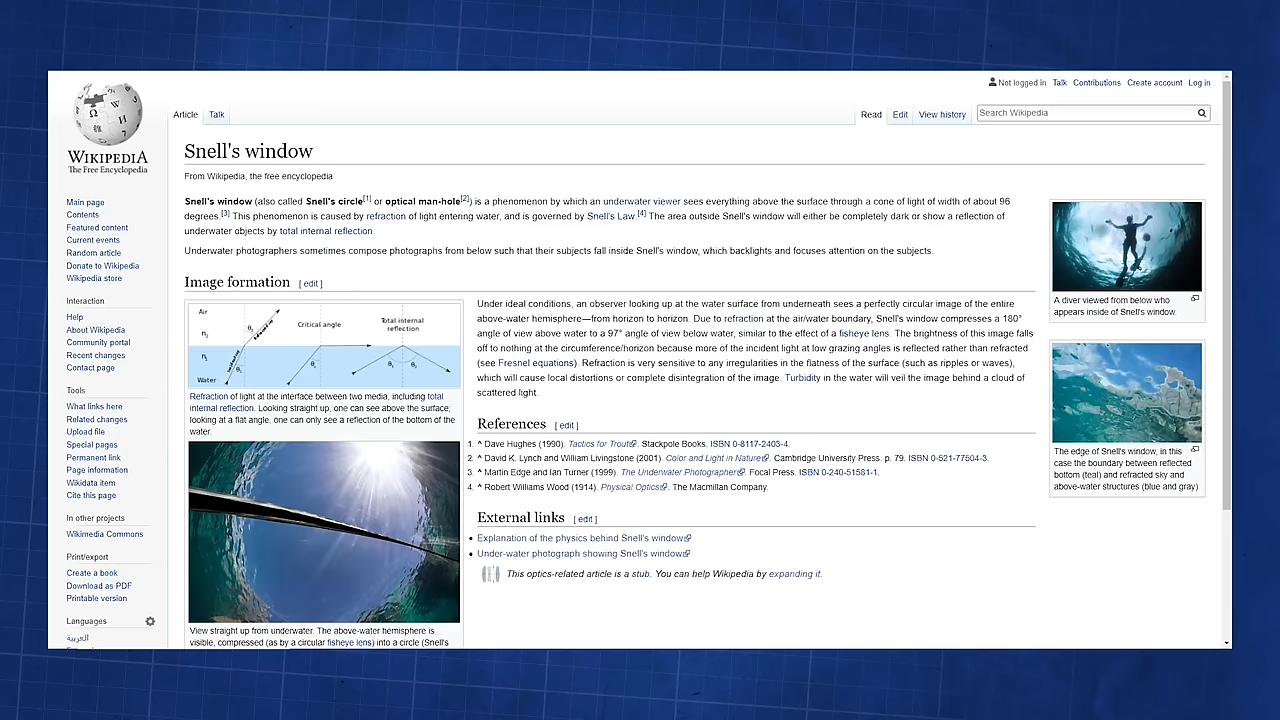 Not logged in Talk Contributions Create account Log in
Article Talk
Read Edit View history Search Wikipedia
WIKIPEDIA
The Free Encyclopedia
Main page
Contents
Featured content
Current events
Random article
Donate to Wikipedia
Wikipedia store
Interaction
Help
About Wikipedia
Community portal
Recent changes
Contact page
Tools
What links here
Related changes
Upload file
Special pages
Permanent link
Page information
Wikidata item
Cite this page
In other projects
Wikimedia Commons
Print/export
Create a book
Download as PDF
Printable version
Languages
العربية
Snell's window
From Wikipedia, the free encyclopedia
Snell's window (also called Snell's circle[1] or optical man-hole[2]) is a phenomenon by which an underwater viewer sees everything above the surface through a cone of light of width of about 96
degrees.[3] This phenomenon is caused by refraction of light entering water, and is governed by Snell's Law.[4] The area outside Snell's window will either be completely dark or show a reflection of
underwater objects by total internal reflection.
Underwater photographers sometimes compose photographs from below such that their subjects fall inside Snell's window, which backlights and focuses attention on the subjects.
Image formation [ edit ]
Air
Critical angle
Total internal
reflection
Water
Refraction of light at the interface between two media, including total
internal reflection. Looking straight up, one can see above the surface;
looking at a flat angle, one can only see a reflection of the bottom of the
water.
View straight up from underwater. The above-water hemisphere is
visible, compressed (as by a circular fisheye lens) into a circle (Snell's
Under ideal conditions, an observer looking up at the water surface from underneath sees a perfectly circular image of the entire
above-water hemisphere—from horizon to horizon. Due to refraction at the air/water boundary, Snell's window compresses a 180°
angle of view above water to a 97° angle of view below water, similar to the effect of a fisheye lens. The brightness of this image falls
off to nothing at the circumference/horizon because more of the incident light at low grazing angles is reflected rather than refracted
(see Fresnel equations). Refraction is very sensitive to any irregularities in the flatness of the surface (such as ripples or waves),
which will cause local distortions or complete disintegration of the image. Turbidity in the water will veil the image behind a cloud of
scattered light.
References [ edit ]
1. ^ Dave Hughes (1990). Tactics for Trout. Stackpole Books. ISBN 0-8117-2403-4.
2. ^ David K. Lynch and William Livingstone (2001). Color and Light in Nature. Cambridge University Press. p. 79. ISBN 0-521-77504-3.
3. ^ Martin Edge and Ian Turner (1999). The Underwater Photographer. Focal Press. ISBN 0-240-51581-1.
4. ^ Robert Williams Wood (1914). Physical Optics. The Macmillan Company.
External links [ edit ]
• Explanation of the physics behind Snell's window
• Under-water photograph showing Snell's window
This optics-related article is a stub. You can help Wikipedia by expanding it.
A diver viewed from below who
appears inside of Snell's window.
The edge of Snell's window, in this
case the boundary between reflected
bottom (teal) and refracted sky and
above-water structures (blue and gray)